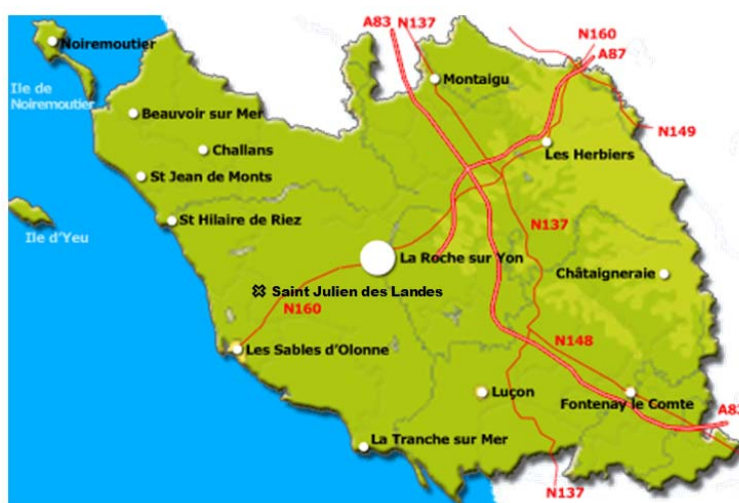 A83
N137
N160
A87
Noiremoutier
Montaigu
Ile de
Noiremoutier
Beauvoir sur Mer
N149
Challans
Les Herbiers
St Jean de Monts
St Hilaire de Riez
N137
Ile d'Yeu
La Roche sur Yon
Châtaigneraie
Saint Julien des Landes
N160
N148
Les Sables d'Olonne
Luçon
Fontenay le Comte
A83
La Tranche sur Mer
N137